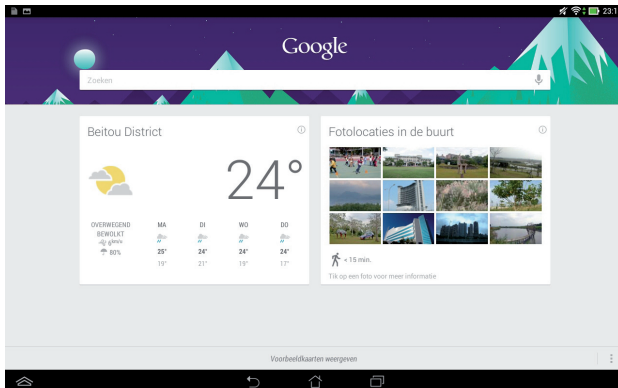 23:1
Google
Zoeken
Beitou District
24°
OVERWEGEND
BEWOLKT
80%
MA DI WO DO
25° 24° 24° 24°
19° 21° 19° 17°
Fotolocaties in de buurt
< 15 min.
Tik op een foto voor meer informatie.
Voorbeeldkaarten weergeven